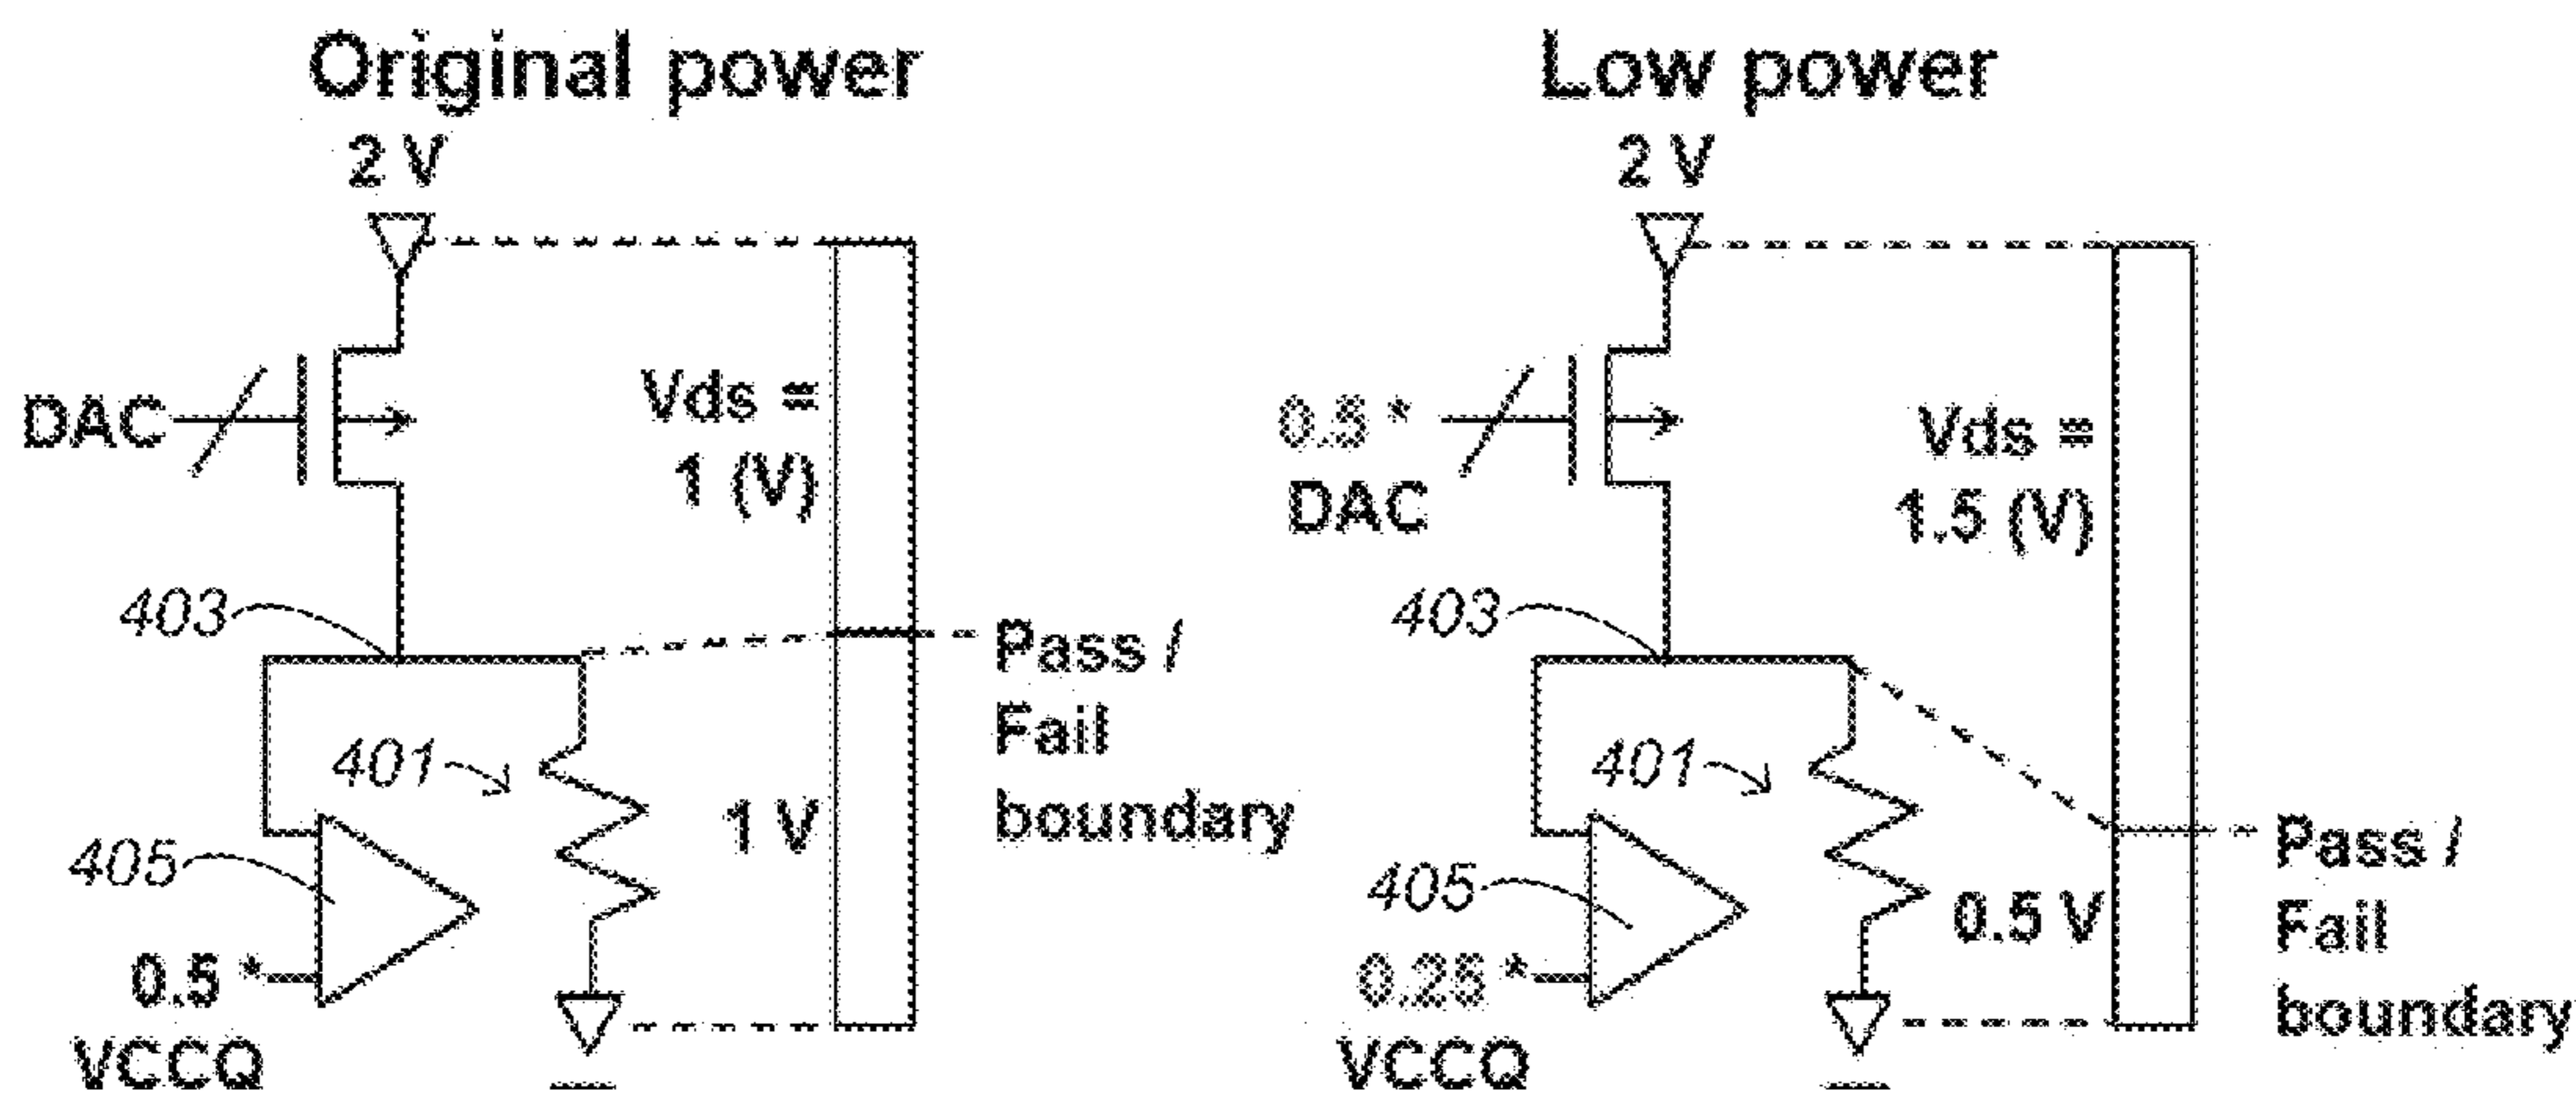 Original power
2 V
DAC
Vds =
1 (V)
403
Pass /
Fail
boundary
401
1 V
405
0.5 *
VCCQ
Low power
2 V
0.5 *
DAC
Vds =
1.5 (V)
403
401
405
0.5 V
0.25 *
VCCQ
Pass /
Fail
boundary